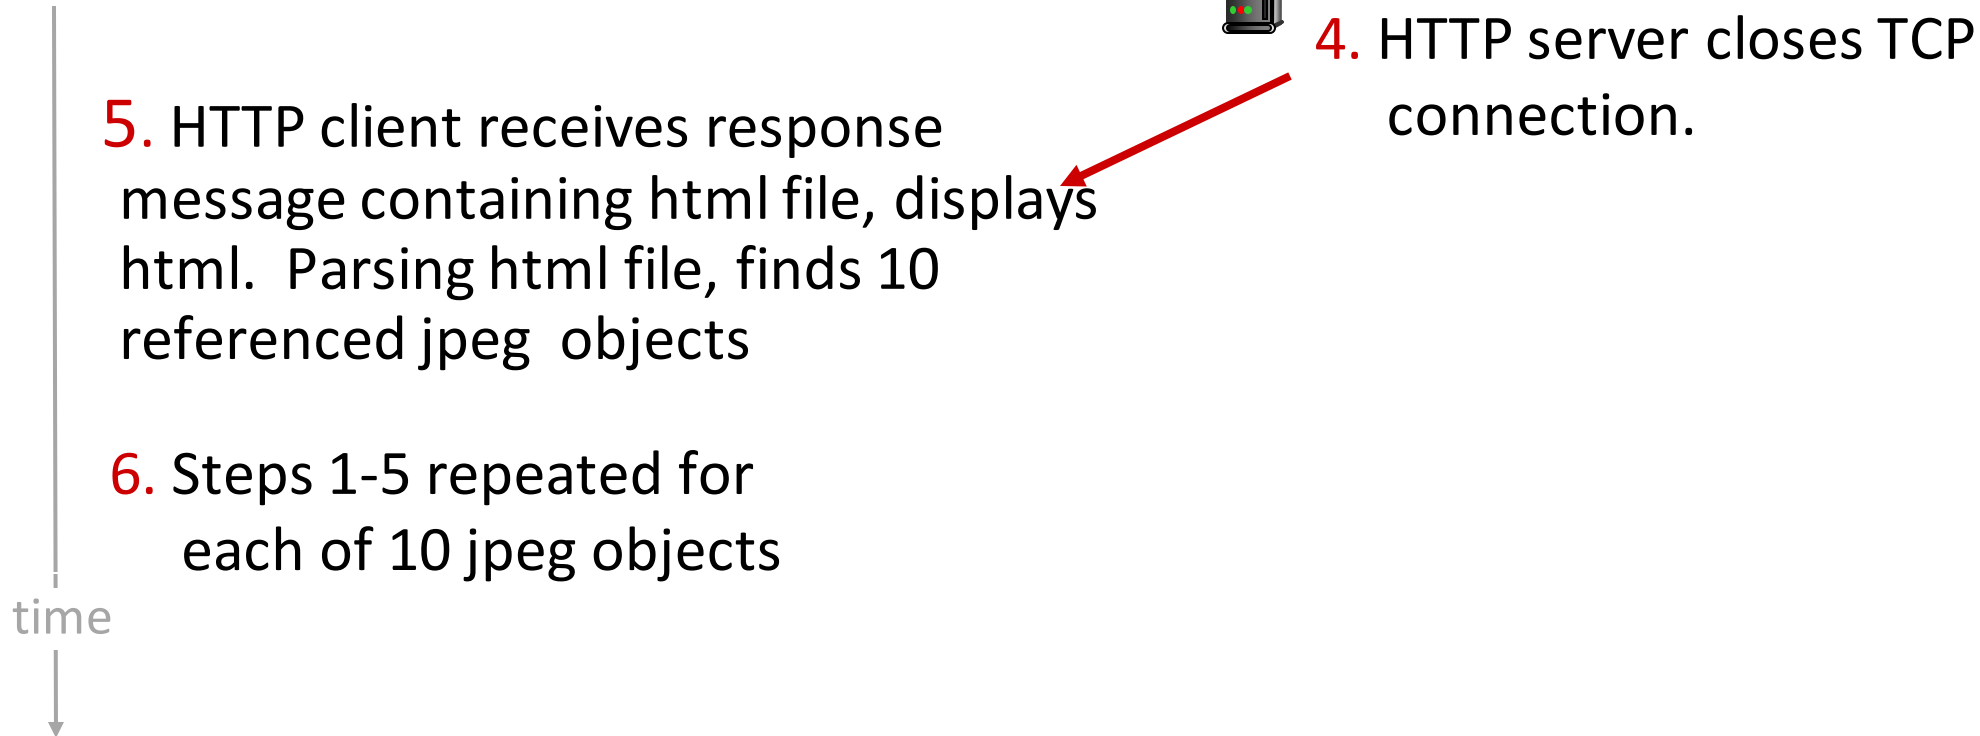 4. HTTP server closes TCP
connection.
5. HTTP client receives response
message containing html file, displays
html.  Parsing html file, finds 10
referenced jpeg  objects
6. Steps 1-5 repeated for
each of 10 jpeg objects
time